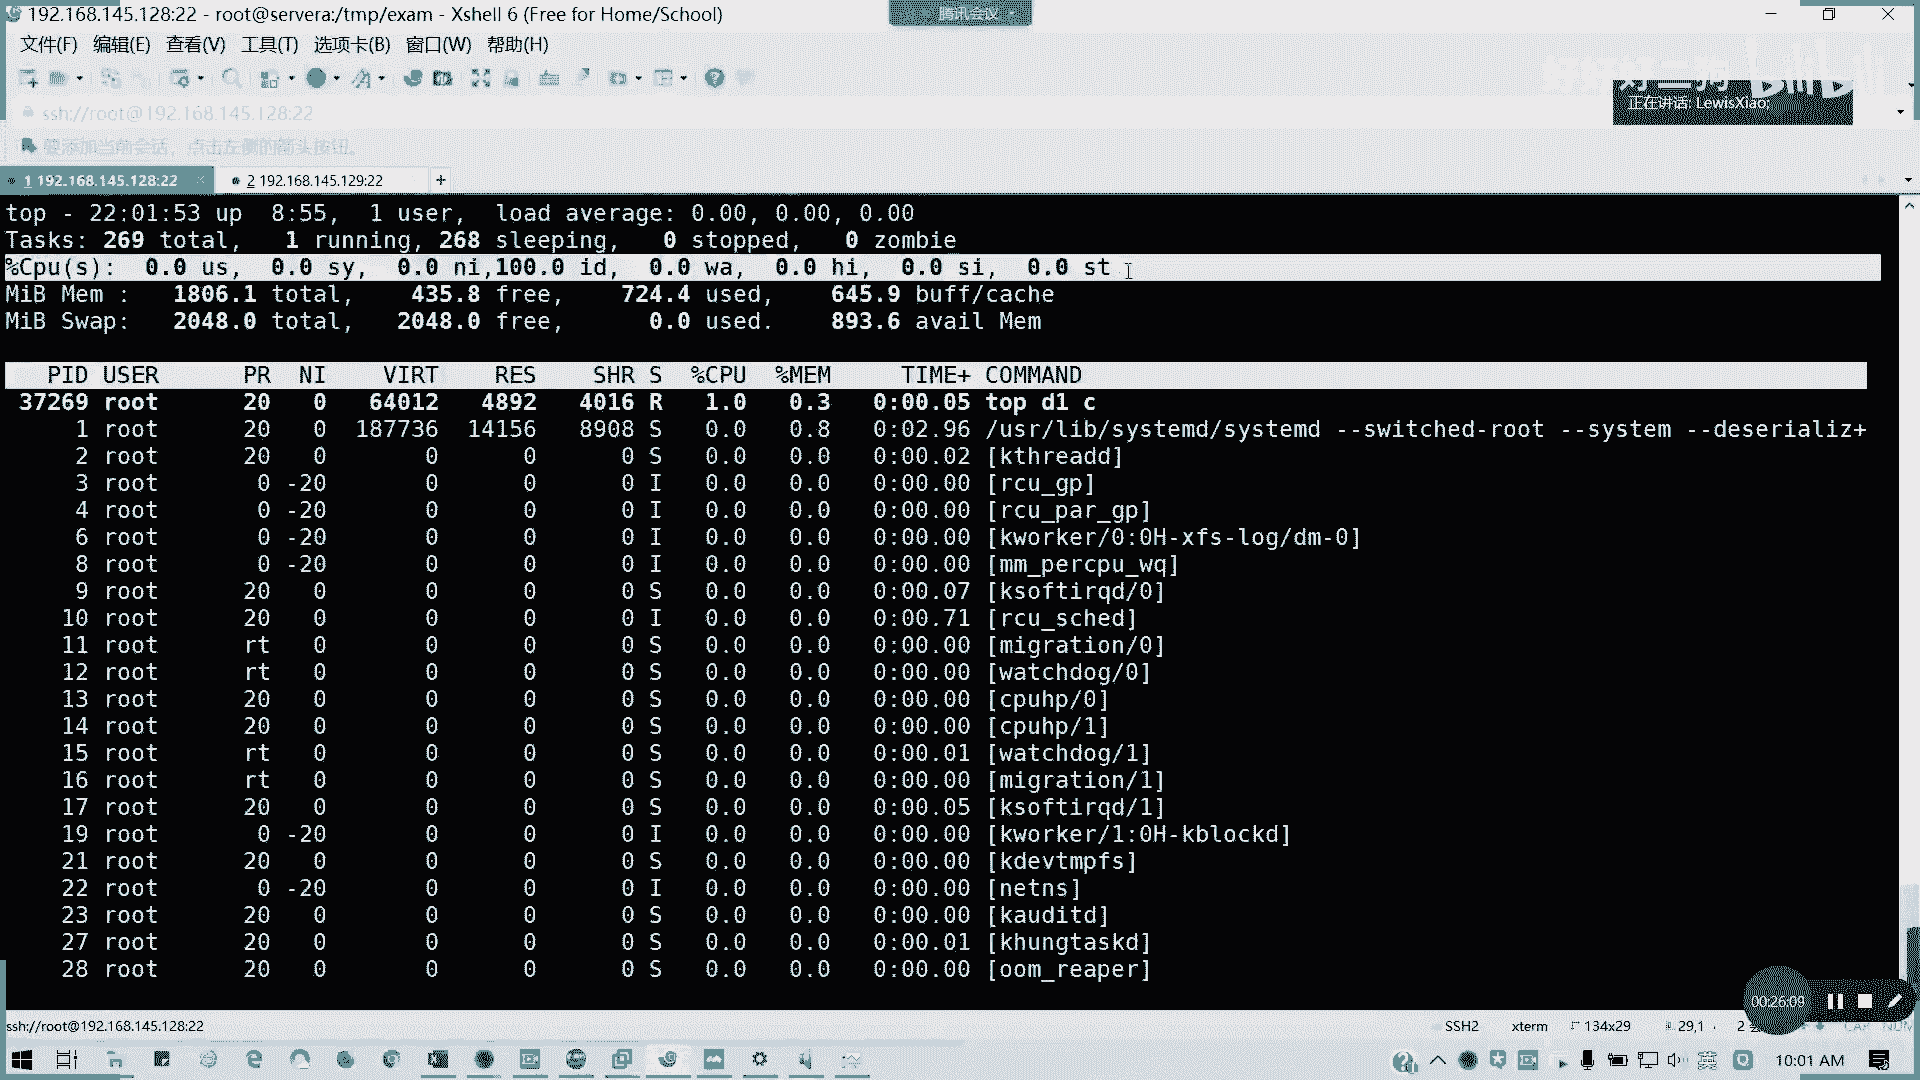 192.168.145.128:22 - root@servera:/tmp/exam - Xshell 6 (Free for Home/School)
腾讯会议
文件(F) 编辑(E) 查看(V) 工具(T) 选项卡(B) 窗口(W) 帮助(H)
正在讲话: LewisXiao;
ssh://root@192.168.145.128:22
要添加当前会话，点击左侧的箭头按钮。
1 192.168.145.128:22 2 192.168.145.129:22 +
top - 22:01:53 up  8:55,  1 user,  load average: 0.00, 0.00, 0.00
Tasks: 269 total,   1 running, 268 sleeping,   0 stopped,   0 zombie
%Cpu(s):  0.0 us,  0.0 sy,  0.0 ni,100.0 id,  0.0 wa,  0.0 hi,  0.0 si,  0.0 st
MiB Mem :   1806.1 total,    435.8 free,    724.4 used,    645.9 buff/cache
MiB Swap:   2048.0 total,   2048.0 free,      0.0 used.    893.6 avail Mem
PID USER      PR  NI    VIRT    RES    SHR S  %CPU  %MEM     TIME+ COMMAND
37269 root      20   0   64012   4892   4016 R   1.0   0.3   0:00.05 top d1 c
1 root      20   0  187736  14156   8908 S   0.0   0.8   0:02.96 /usr/lib/systemd/systemd --switched-root --system --deserializ+
2 root      20   0       0      0      0 S   0.0   0.0   0:00.02 [kthreadd]
3 root       0 -20       0      0      0 I   0.0   0.0   0:00.00 [rcu_gp]
4 root       0 -20       0      0      0 I   0.0   0.0   0:00.00 [rcu_par_gp]
6 root       0 -20       0      0      0 I   0.0   0.0   0:00.00 [kworker/0:0H-xfs-log/dm-0]
8 root       0 -20       0      0      0 I   0.0   0.0   0:00.00 [mm_percpu_wq]
9 root      20   0       0      0      0 S   0.0   0.0   0:00.07 [ksoftirqd/0]
10 root      20   0       0      0      0 I   0.0   0.0   0:00.71 [rcu_sched]
11 root      rt   0       0      0      0 S   0.0   0.0   0:00.00 [migration/0]
12 root      rt   0       0      0      0 S   0.0   0.0   0:00.00 [watchdog/0]
13 root      20   0       0      0      0 S   0.0   0.0   0:00.00 [cpuhp/0]
14 root      20   0       0      0      0 S   0.0   0.0   0:00.00 [cpuhp/1]
15 root      rt   0       0      0      0 S   0.0   0.0   0:00.01 [watchdog/1]
16 root      rt   0       0      0      0 S   0.0   0.0   0:00.00 [migration/1]
17 root      20   0       0      0      0 S   0.0   0.0   0:00.05 [ksoftirqd/1]
19 root       0 -20       0      0      0 I   0.0   0.0   0:00.00 [kworker/1:0H-kblockd]
21 root      20   0       0      0      0 S   0.0   0.0   0:00.00 [kdevtmpfs]
22 root       0 -20       0      0      0 I   0.0   0.0   0:00.00 [netns]
23 root      20   0       0      0      0 S   0.0   0.0   0:00.00 [kauditd]
27 root      20   0       0      0      0 S   0.0   0.0   0:00.01 [khungtaskd]
28 root      20   0       0      0      0 S   0.0   0.0   0:00.00 [oom_reaper]
00:26:09
ssh://root@192.168.145.128:22 SSH2 xterm 134x29 29,1 2 CAP NUM
英 10:01 AM